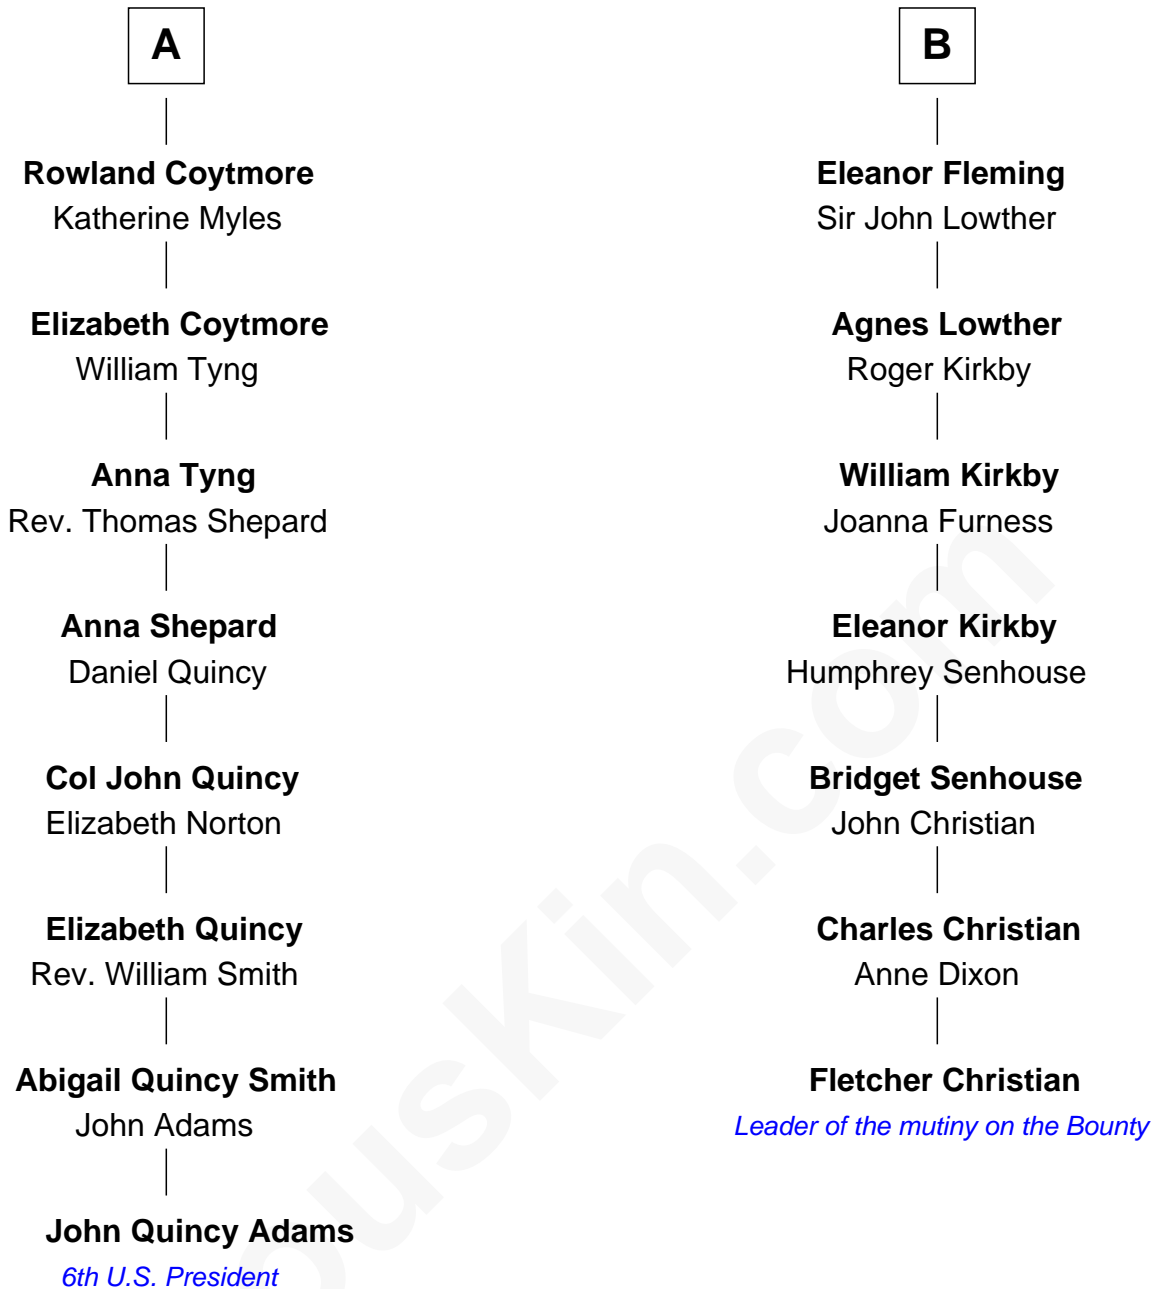 A
Rowland Coytmore
Katherine Myles
Elizabeth Coytmore
William Tyng
Anna Tyng
Rev. Thomas Shepard
Anna Shepard
Daniel Quincy
Col John Quincy
Elizabeth Norton
Elizabeth Quincy
Rev. William Smith
Abigail Quincy Smith
John Adams
John Quincy Adams
6th U.S. President
B
Eleanor Fleming
Sir John Lowther
Agnes Lowther
Roger Kirkby
William Kirkby
Joanna Furness
Eleanor Kirkby
Humphrey Senhouse
Bridget Senhouse
John Christian
Charles Christian
Anne Dixon
Fletcher Christian
Leader of the mutiny on the Bounty
ousKin.com